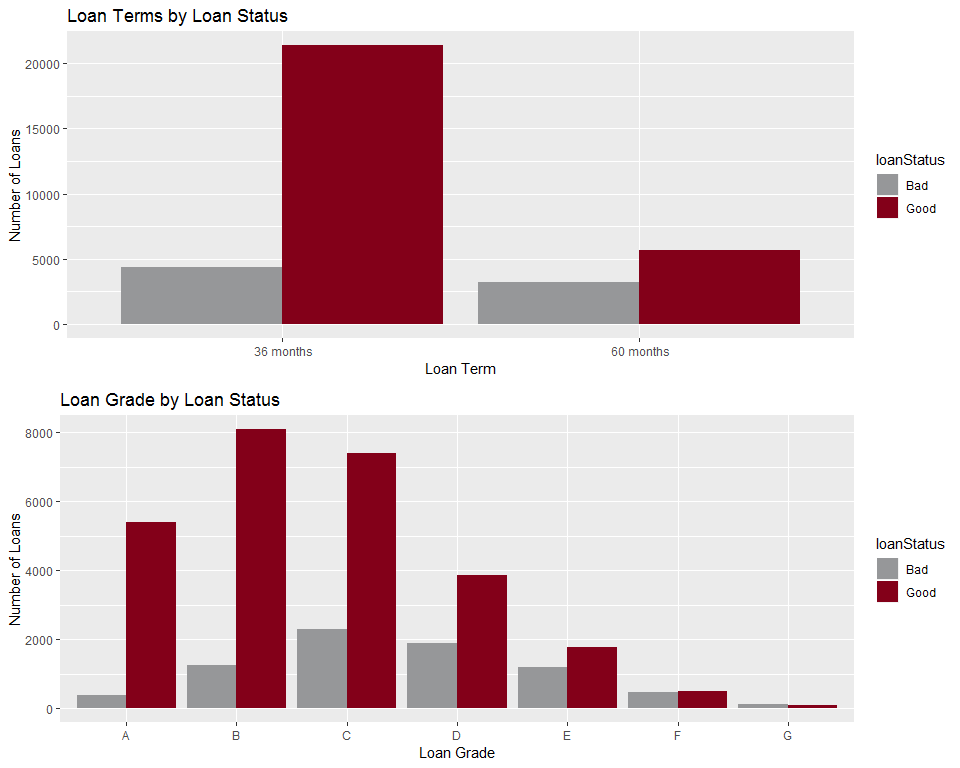 Loan Terms by Loan Status
Number of Loans
20000
15000
10000
5000
0
36 months
60 months
Loan Term
loanStatus
Bad
Good
Loan Grade by Loan Status
Number of Loans
8000
6000
4000
2000
0
A
B
C
D
E
F
G
Loan Grade
loanStatus
Bad
Good